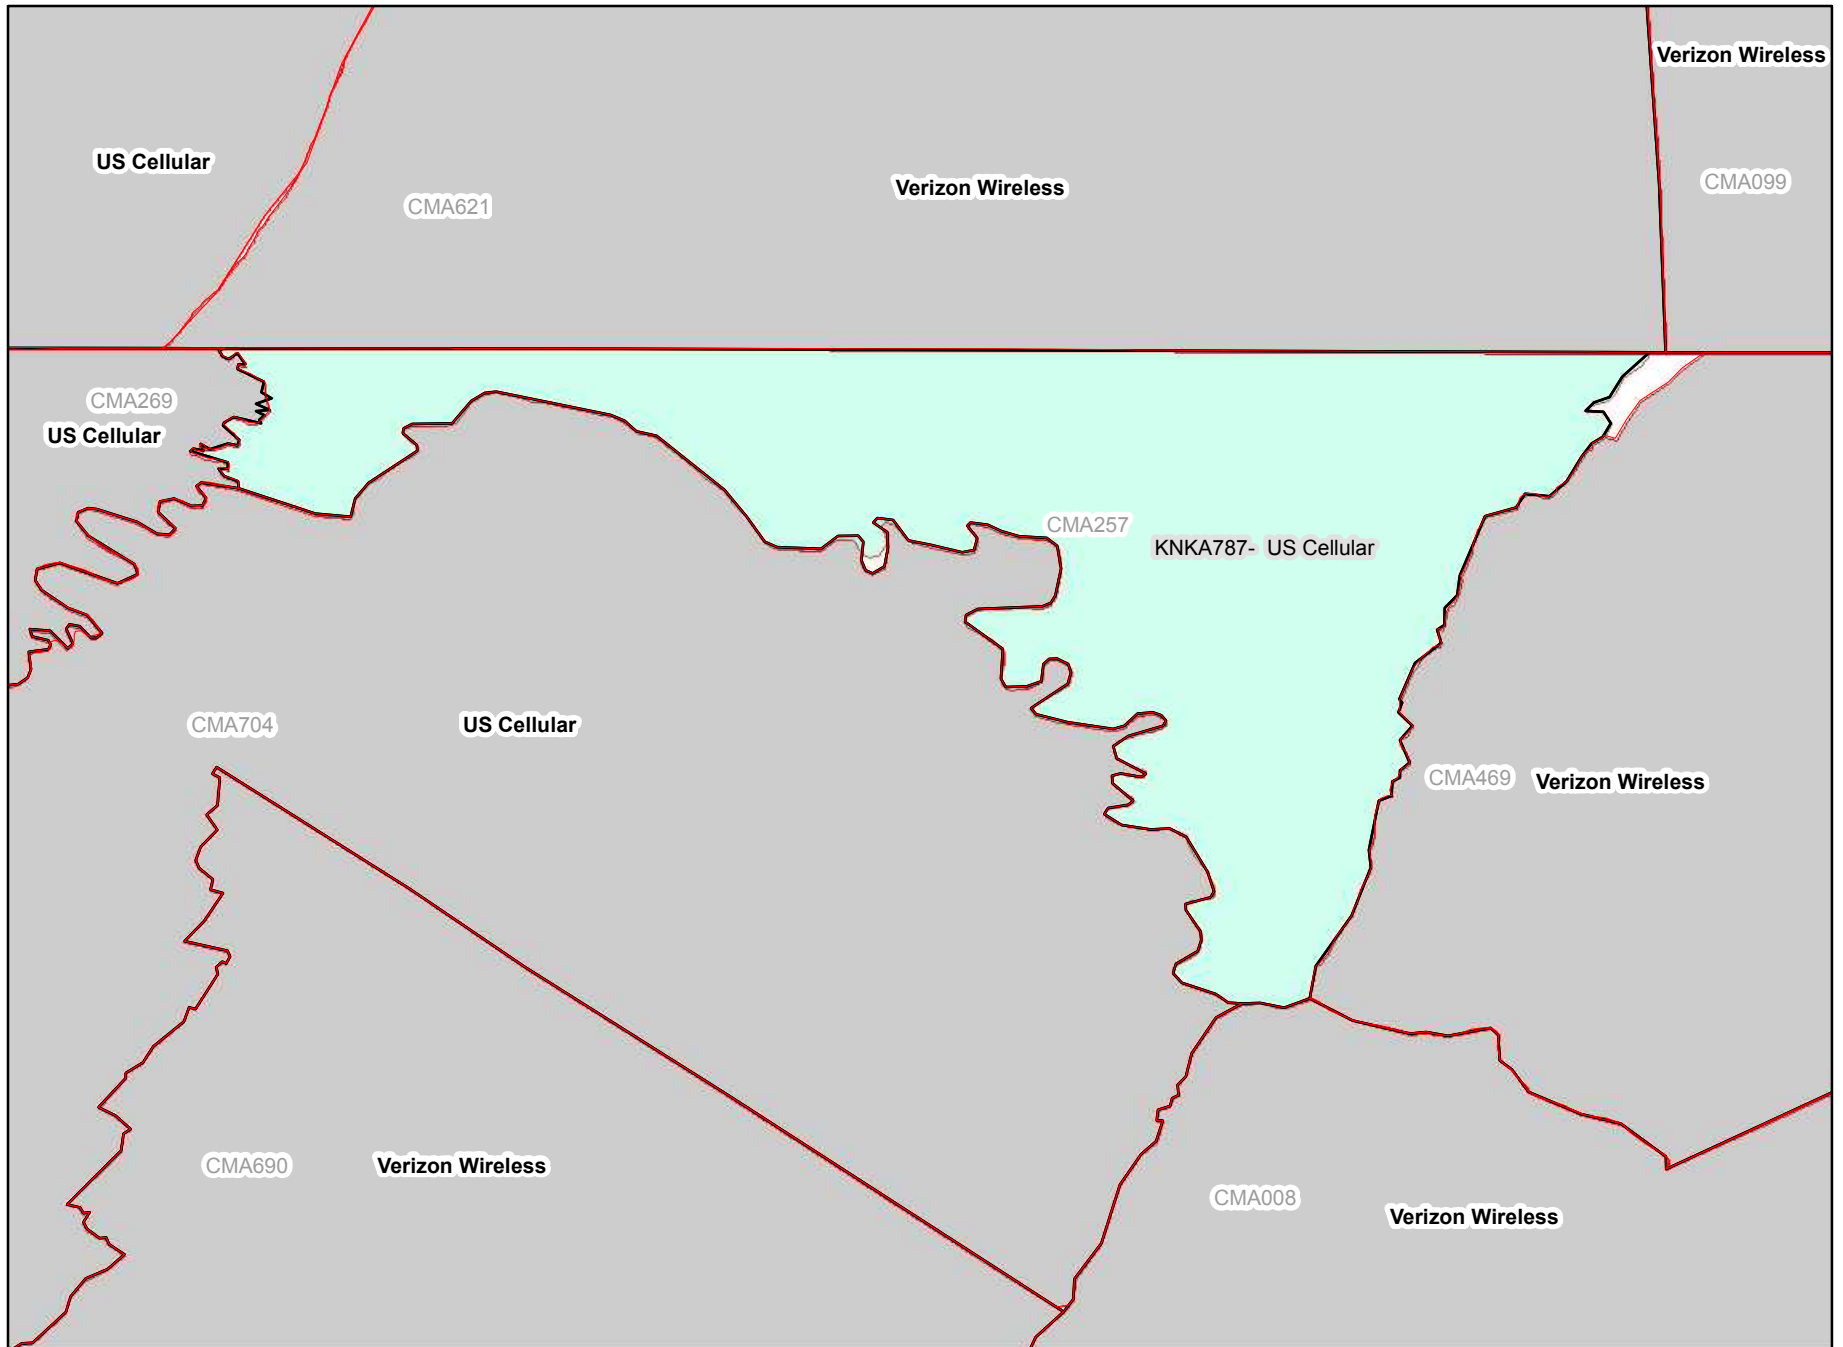 Verizon Wireless
US Cellular
CMA621
Verizon Wireless
CMA099
CMA269
US Cellular
CMA257
KNKA787- US Cellular
CMA704
US Cellular
CMA469
Verizon Wireless
CMA690
Verizon Wireless
CMA008
Verizon Wireless